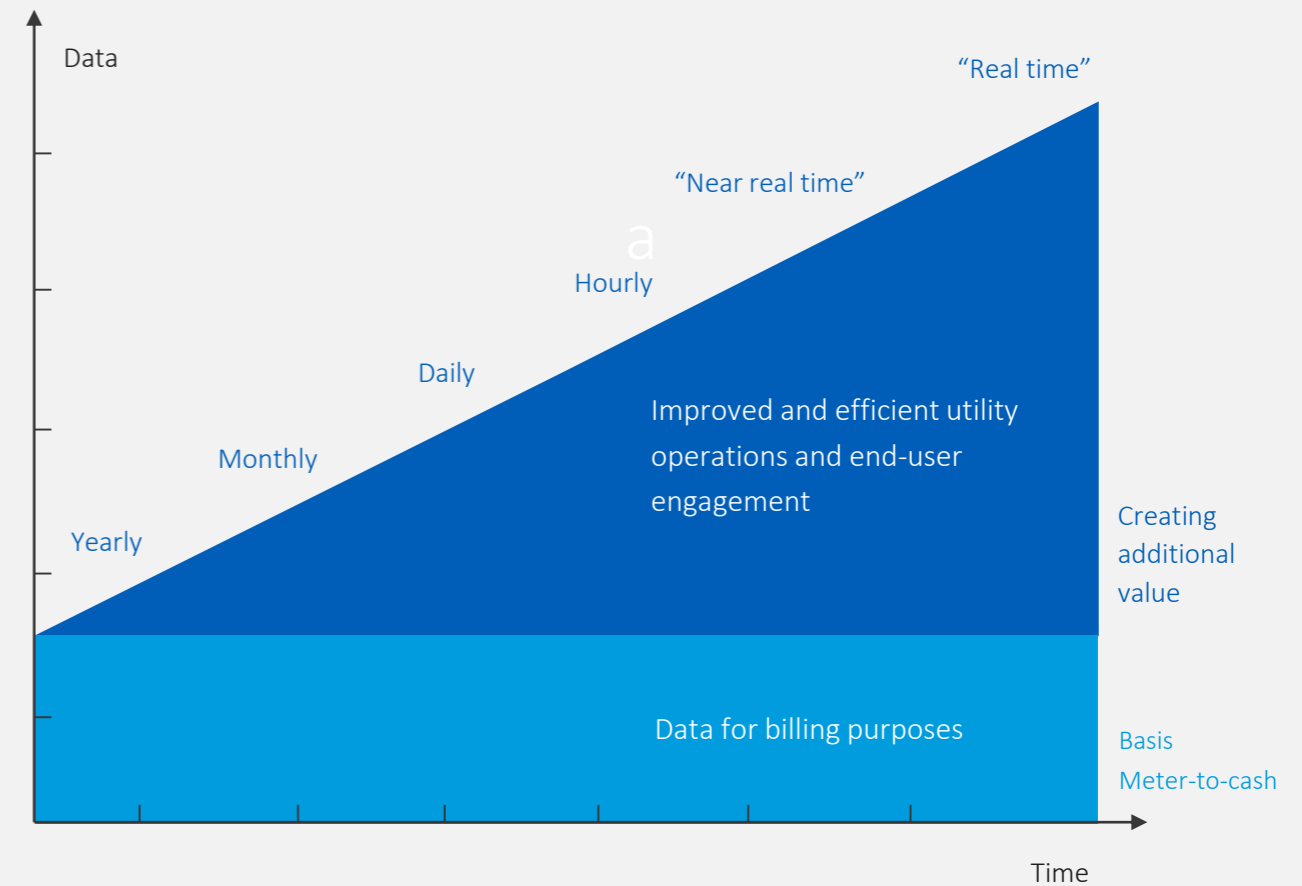 Data
“Real time”
“Near real time”
a
Hourly
Daily
Monthly
Yearly
Improved and efficient utility
operations and end-user
engagement
Creating
additional
value
Data for billing purposes
Basis
Meter-to-cash
Time